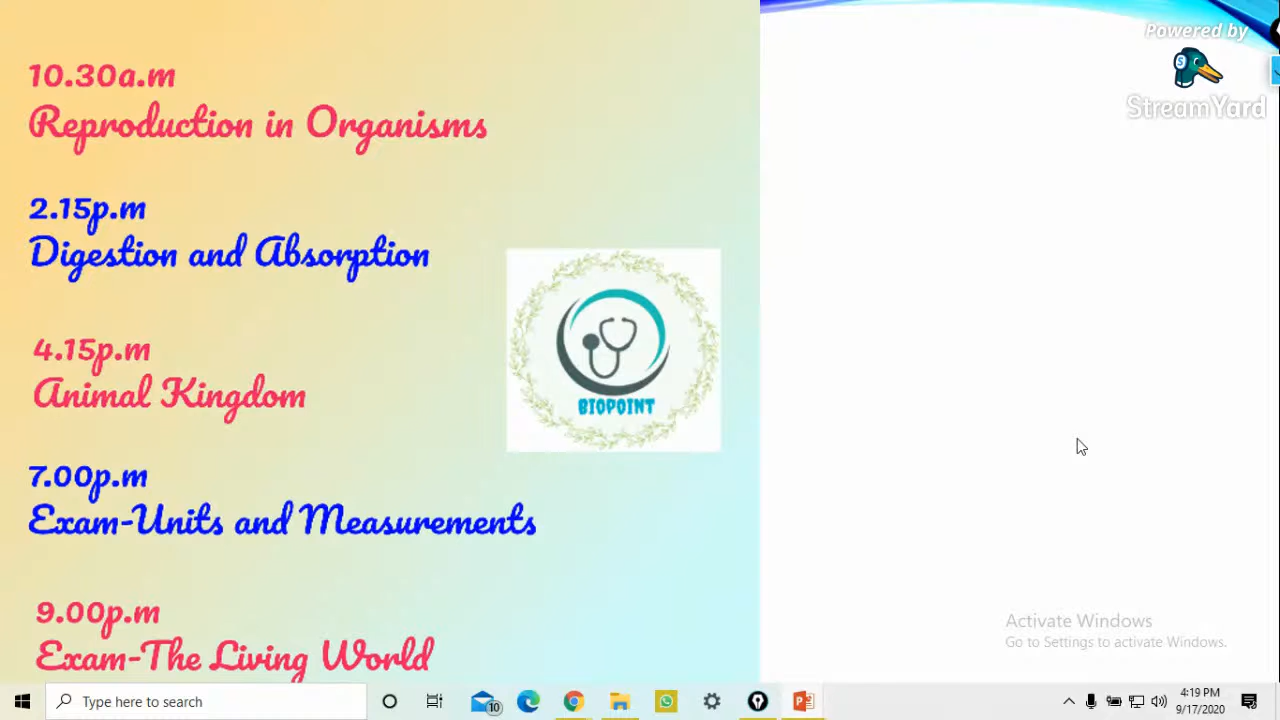 10.30a.m
Reproduction in Organisms
2.15p.m
Digestion and Absorption
4.15p.m
Animal Kingdom
7.00p.m
Exam-Units and Measurements
9.00p.m
Exam-The Living World
BIOPOINT
Powered by
S
StreamYard
Activate Windows
Go to Settings to activate Windows.
Type here to search
10
4:19 PM
9/17/2020